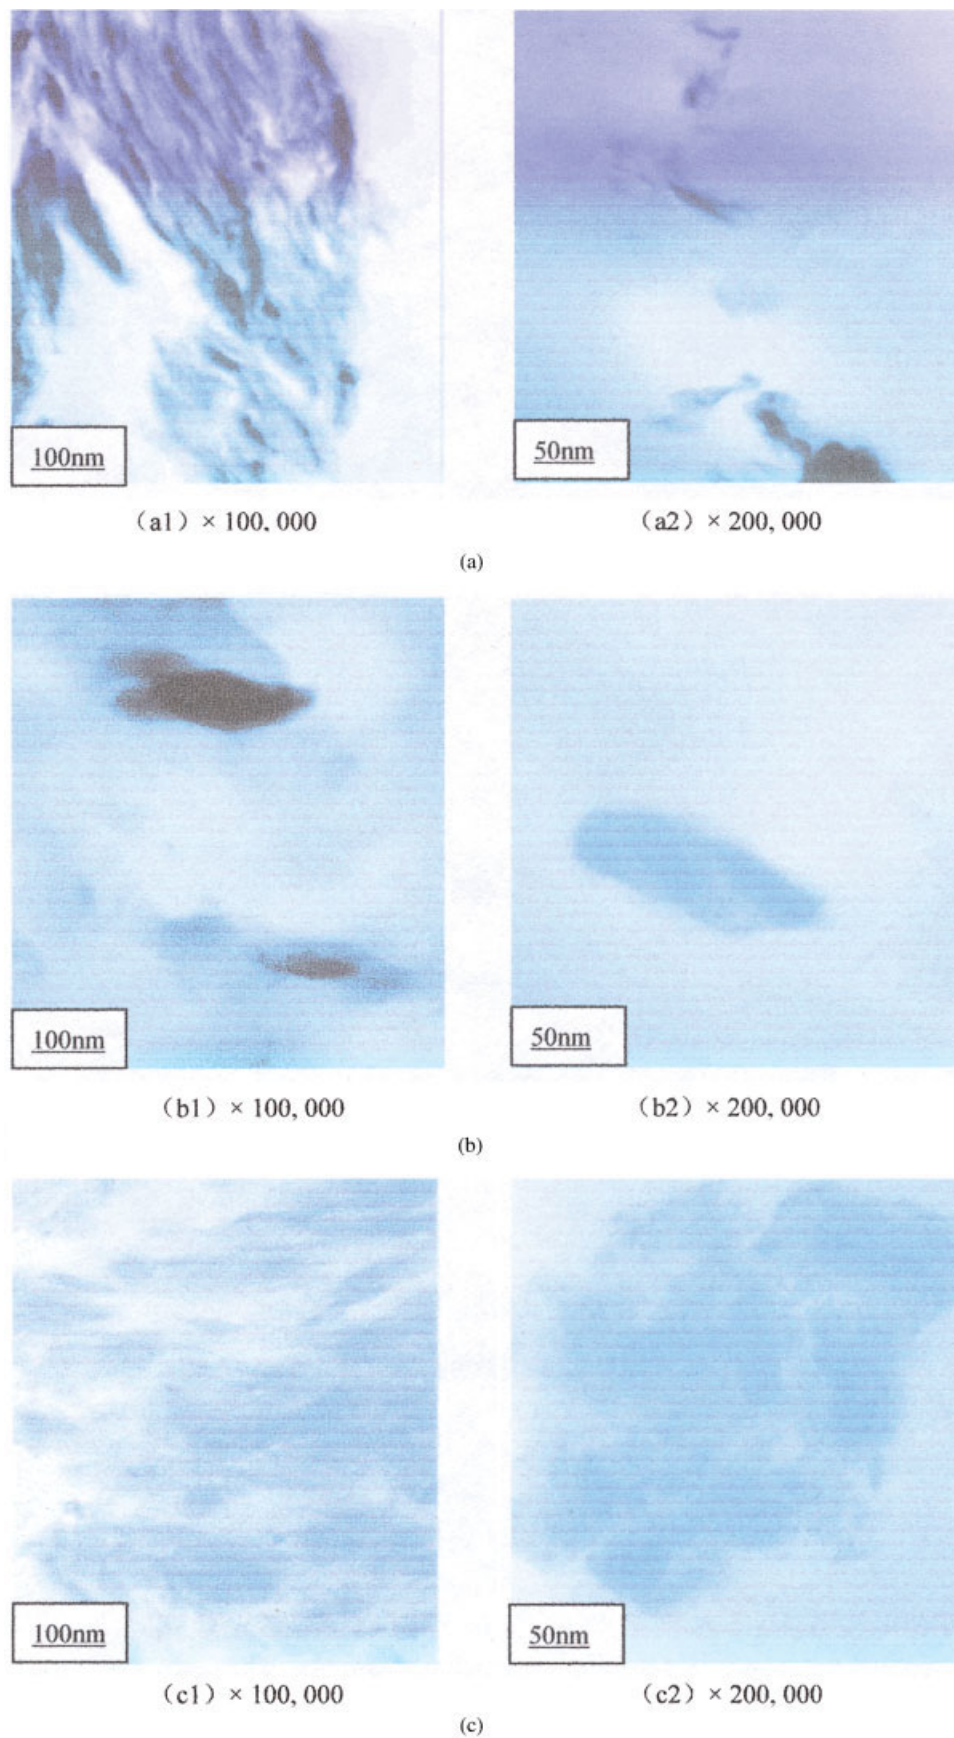 100nm
50nm
（a1）× 100,000
（a2）× 200,000
(a)
100nm
50nm
（b1）× 100,000
（b2）× 200,000
(b)
100nm
50nm
（c1）× 100,000
（c2）× 200,000
(c)